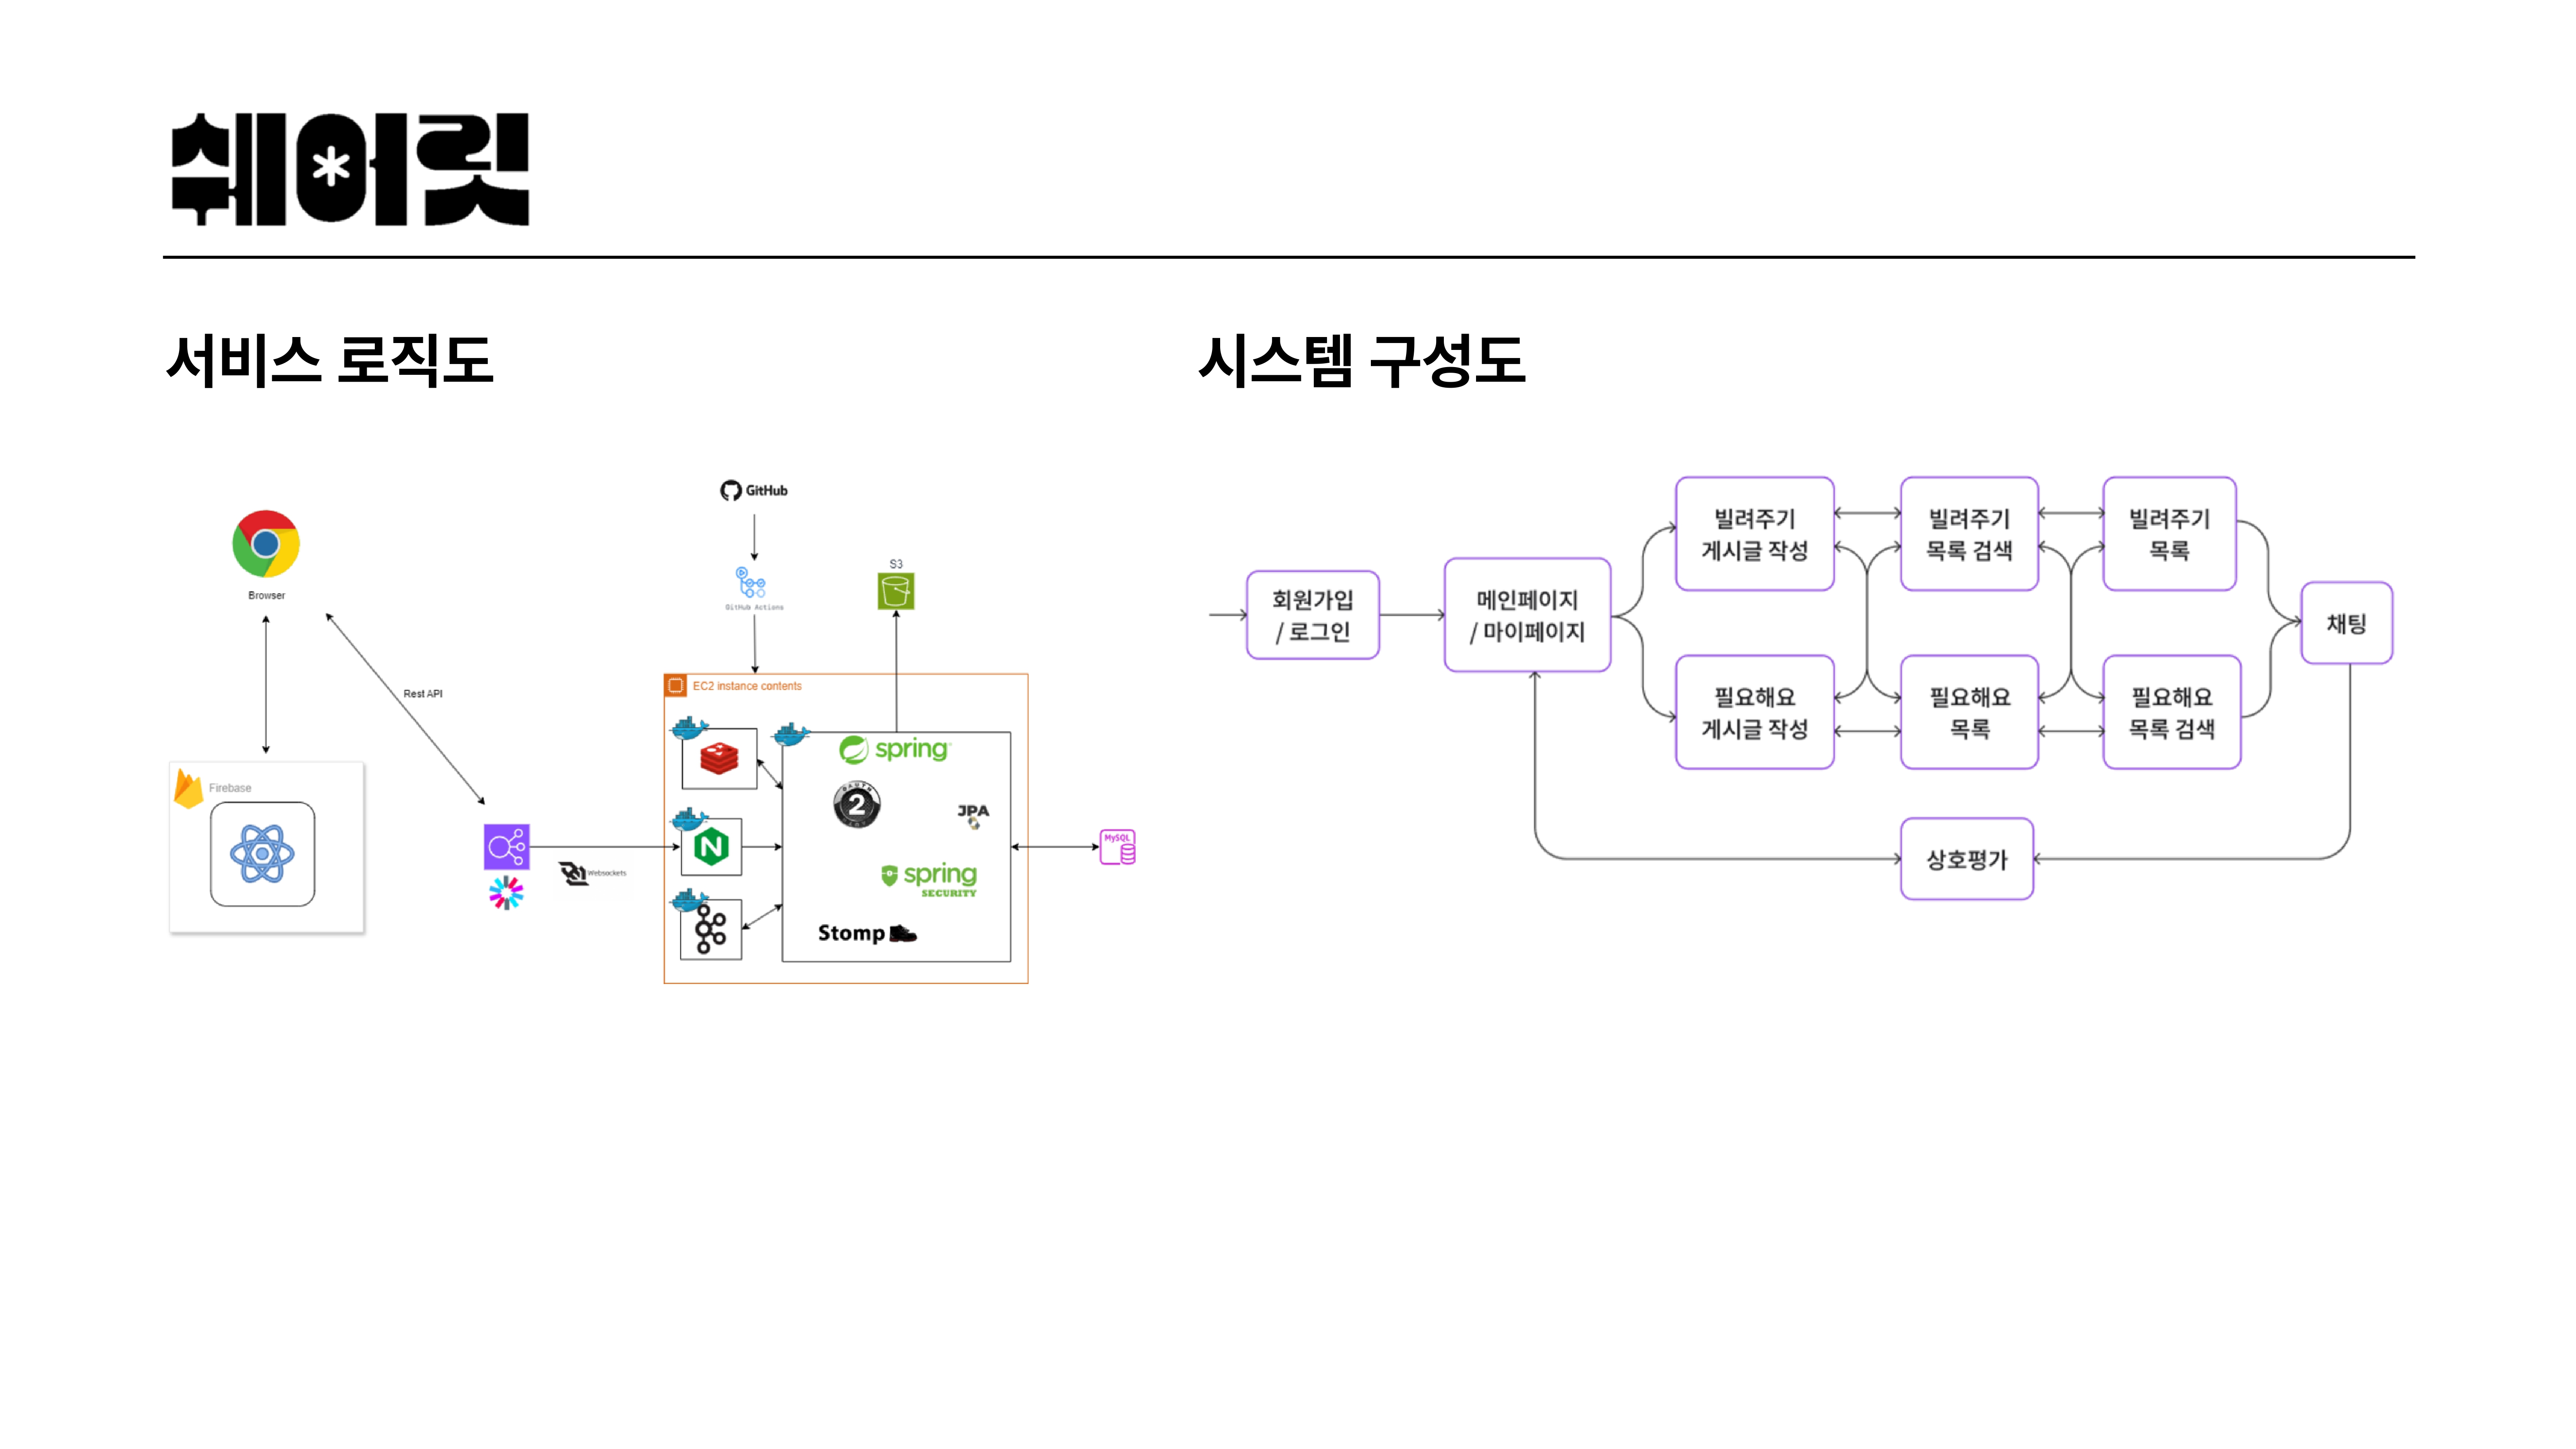 쉐어릿
서비스 로직도
시스템 구성도
GitHub
GitHub Actions
S3
Browser
Rest API
EC2 instance contents
Firebase
spring
OAUTH
2
JPA
spring
SECURITY
Stomp
Websockets
N
MySQL
회원가입
/ 로그인
메인페이지
/ 마이페이지
빌려주기
게시글 작성
빌려주기
목록 검색
빌려주기
목록
필요해요
게시글 작성
필요해요
목록
필요해요
목록 검색
채팅
상호평가